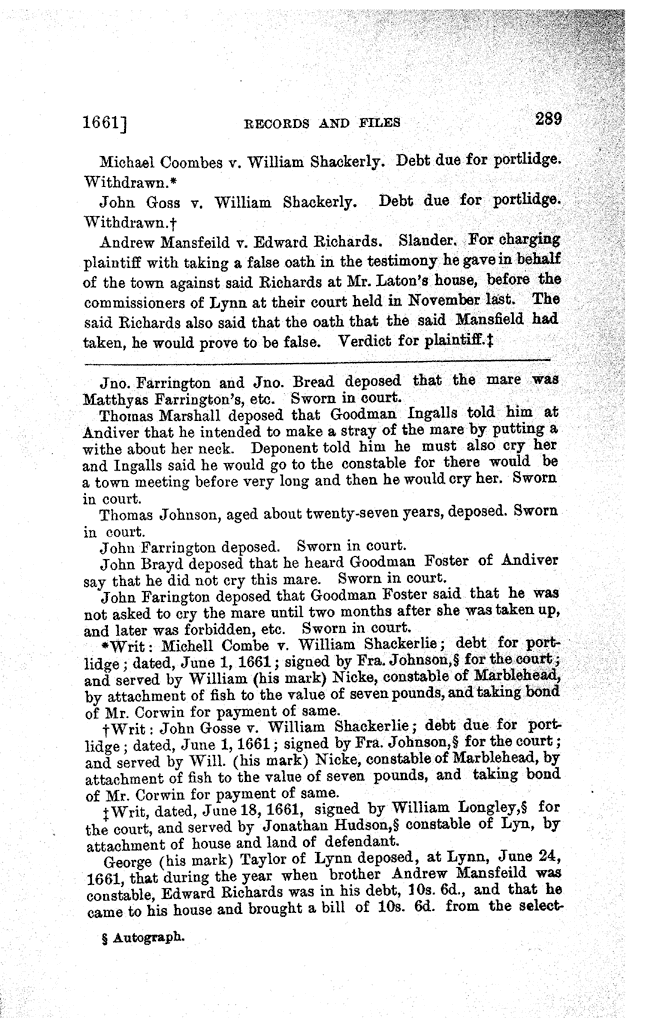 1661] RECORDS AND FILES 289
Michael Coombes v. William Shackerly. Debt due for portlidge.
Withdrawn.*
John Goss v. William Shackerly. Debt due for portlidge.
Withdrawn.†
Andrew Mansfeild v. Edward Richards. Slander. For charging
plaintiff with taking a false oath in the testimony he gave in behalf
of the town against said Richards at Mr. Laton's house, before the
commissioners of Lynn at their court held in November last. The
said Richards also said that the oath that the said Mansfield had
taken, he would prove to be false. Verdict for plaintiff.‡
Jno. Farrington and Jno. Bread deposed that the mare was
Matthyas Farrington's, etc. Sworn in court.
Thomas Marshall deposed that Goodman Ingalls told him at
Andiver that he intended to make a stray of the mare by putting a
withe about her neck. Deponent told him he must also cry her
and Ingalls said he would go to the constable for there would be
a town meeting before very long and then he would cry her. Sworn
in court.
Thomas Johnson, aged about twenty-seven years, deposed. Sworn
in court.
John Farrington deposed. Sworn in court.
John Brayd deposed that he heard Goodman Foster of Andiver
say that he did not cry this mare. Sworn in court.
John Farington deposed that Goodman Foster said that he was
not asked to cry the mare until two months after she was taken up,
and later was forbidden, etc. Sworn in court.
*Writ: Michell Combe v. William Shackerlie; debt for port-
lidge; dated, June 1, 1661; signed by Fra. Johnson,§ for the court;
and served by William (his mark) Nicke, constable of Marblehead,
by attachment of fish to the value of seven pounds, and taking bond
of Mr. Corwin for payment of same.
†Writ: John Gosse v. William Shackerlie; debt due for port-
lidge; dated, June 1, 1661; signed by Fra. Johnson,§ for the court;
and served by Will. (his mark) Nicke, constable of Marblehead, by
attachment of fish to the value of seven pounds, and taking bond
of Mr. Corwin for payment of same.
‡Writ, dated, June 18, 1661, signed by William Longley,§ for
the court, and served by Jonathan Hudson,§ constable of Lyn, by
attachment of house and land of defendant.
George (his mark) Taylor of Lynn deposed, at Lynn, June 24,
1661, that during the year when brother Andrew Mansfeild was
constable, Edward Richards was in his debt, 10s. 6d., and that he
came to his house and brought a bill of 10s. 6d. from the select-
§ Autograph.